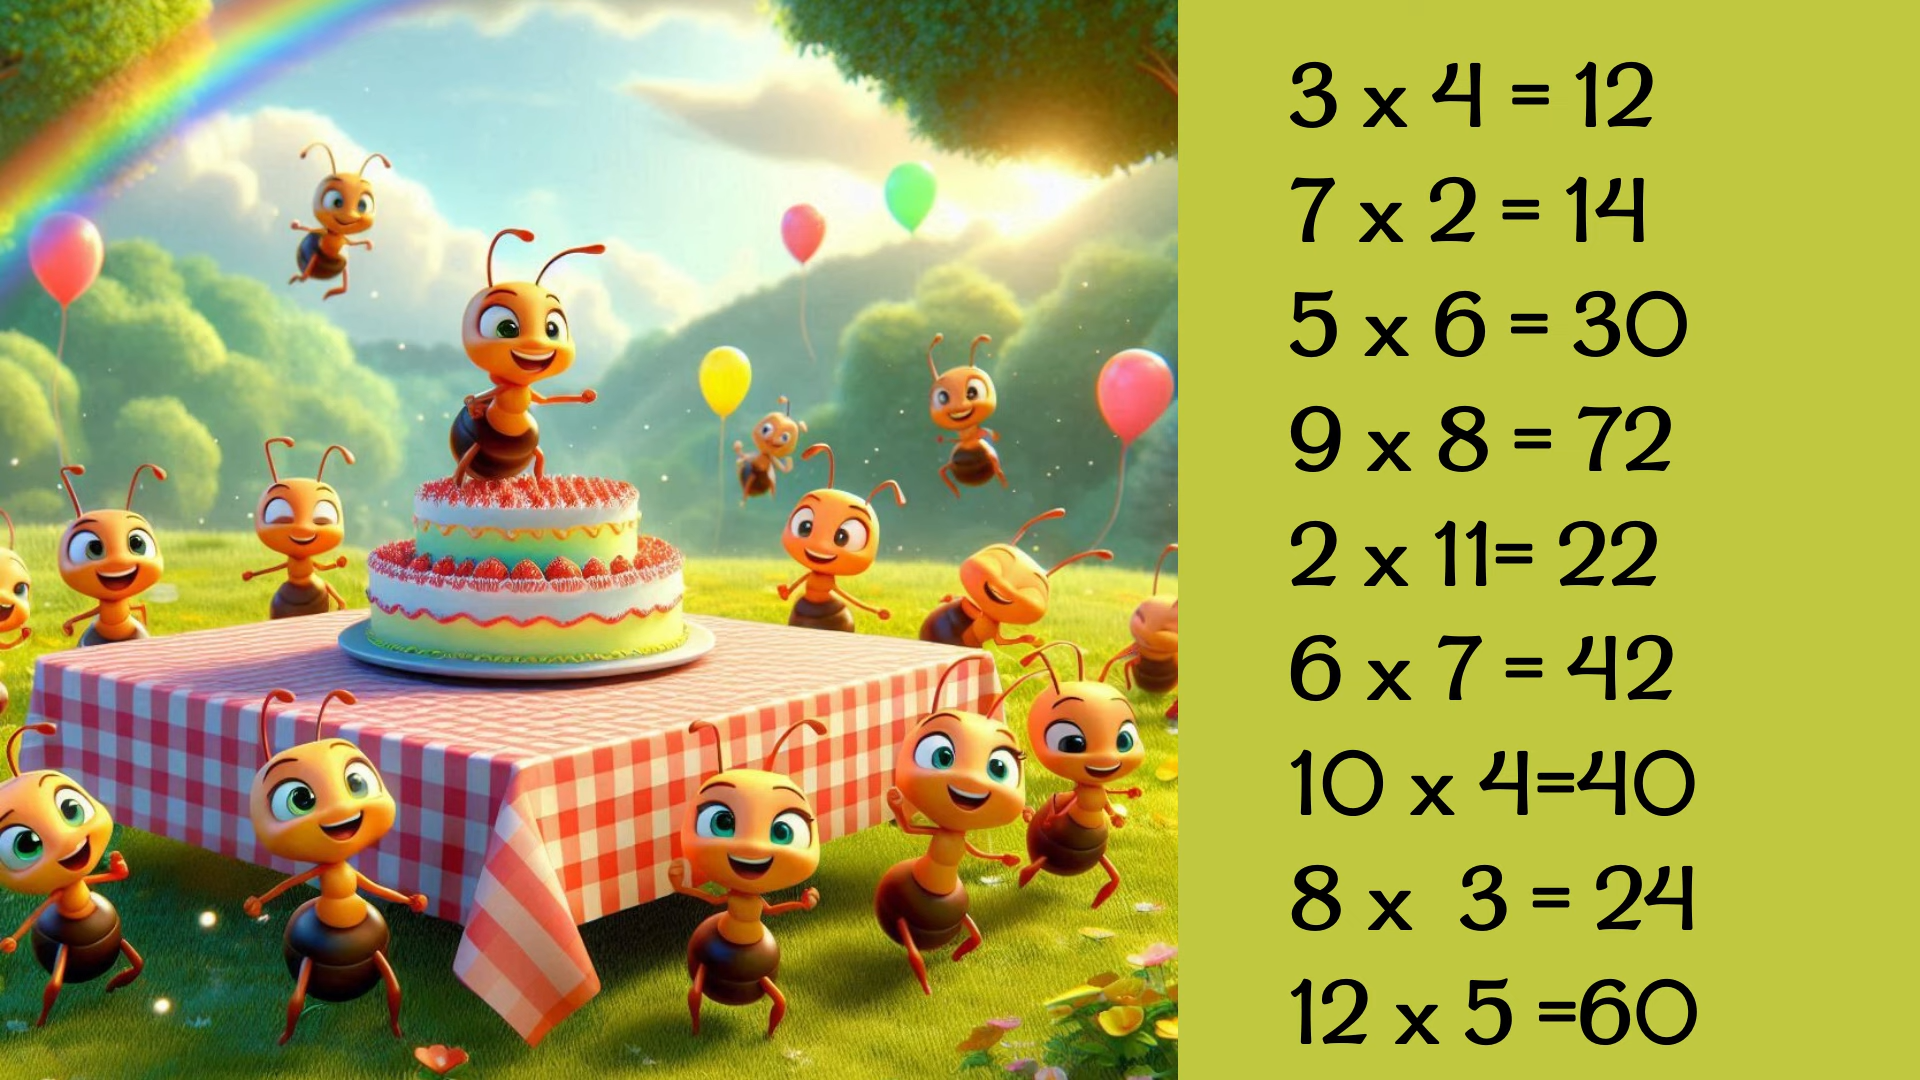 3 x 4 = 12
7 x 2 = 14
5 x 6 = 30
9 x 8 = 72
2 x 11= 22
6 x 7 = 42
10 x 4=40
8 x  3 = 24
12 x 5 =60